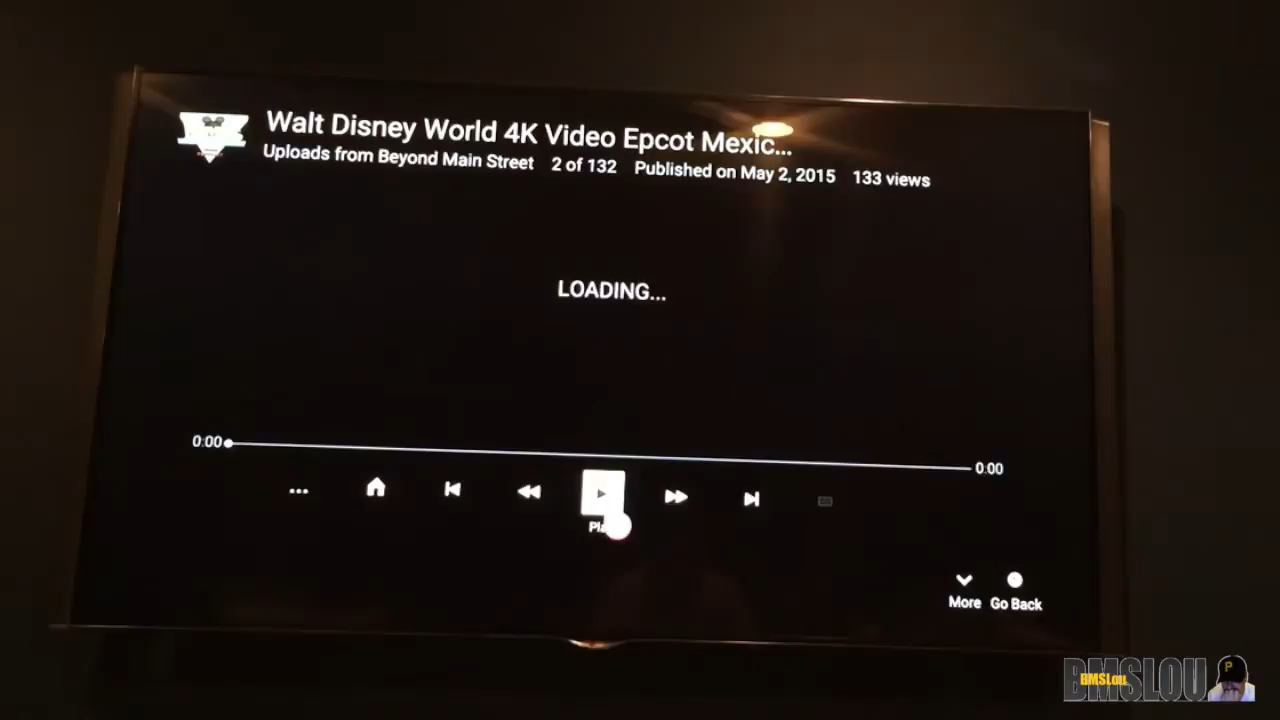 Walt Disney World 4K Video Epcot Mexic...
Uploads from Beyond Main Street 2 of 132 Published on May 2, 2015 133 views
LOADING...
0:00 0:00
More Go Back
BMSLOU
BMSLou